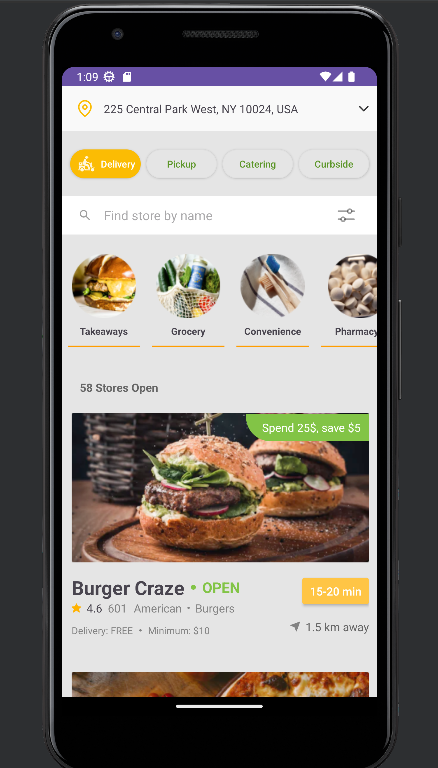 1:09
225 Central Park West, NY 10024, USA
Delivery Pickup Catering Curbside
Find store by name
Takeaways Grocery Convenience Pharmacy
58 Stores Open
Spend 25$, save $5
Burger Craze • OPEN
15-20 min
4.6 601 American • Burgers
Delivery: FREE • Minimum: $10
1.5 km away